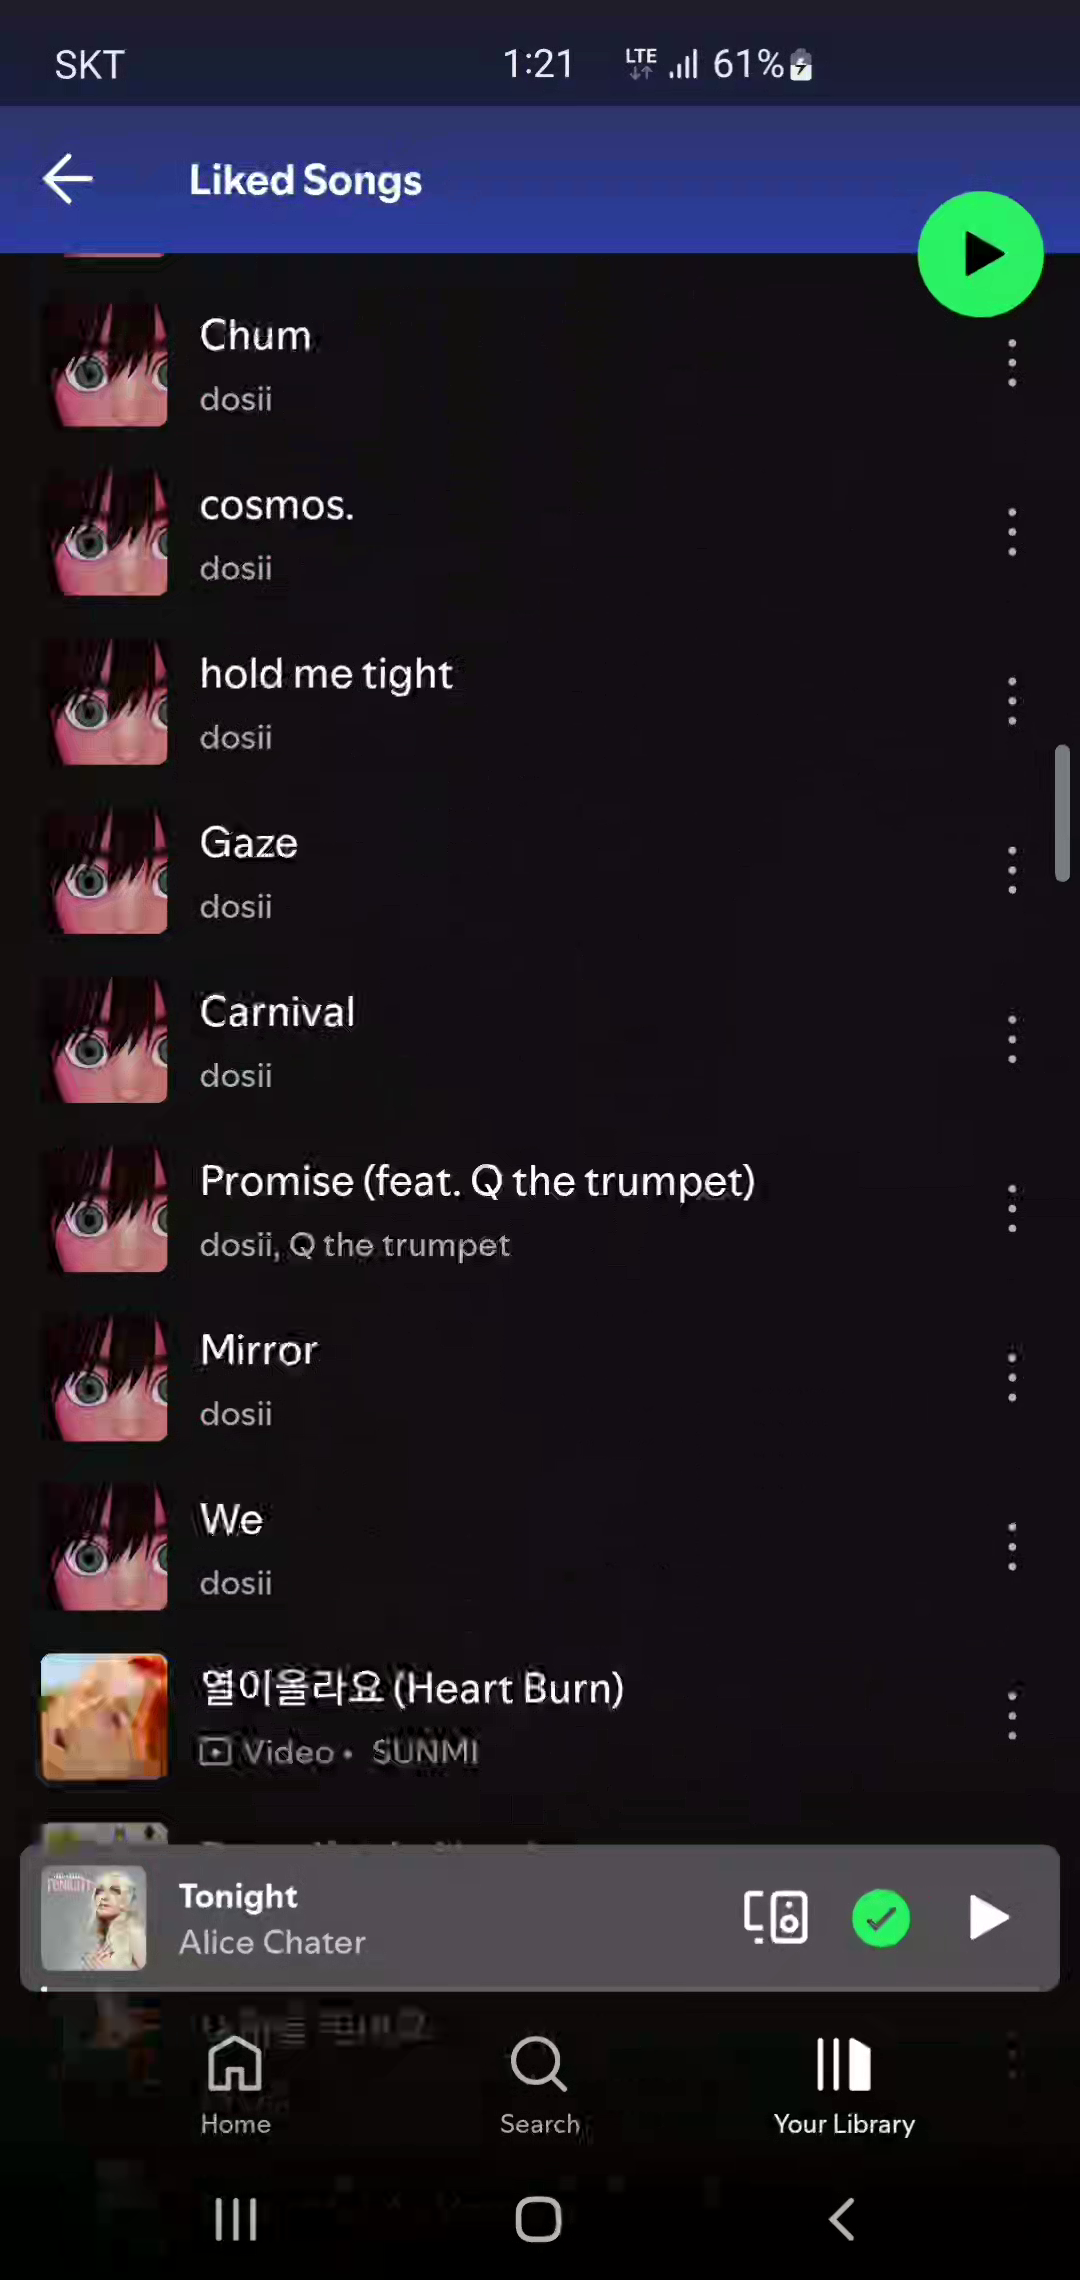 SKT 1:21 LTE 61%
Liked Songs
Chum
dosii
cosmos.
dosii
hold me tight
dosii
Gaze
dosii
Carnival
dosii
Promise (feat. Q the trumpet)
dosii, Q the trumpet
Mirror
dosii
We
dosii
열이올라요 (Heart Burn)
Video • SUNMI
TONIGHT
Tonight
Alice Chater
Home Search Your Library